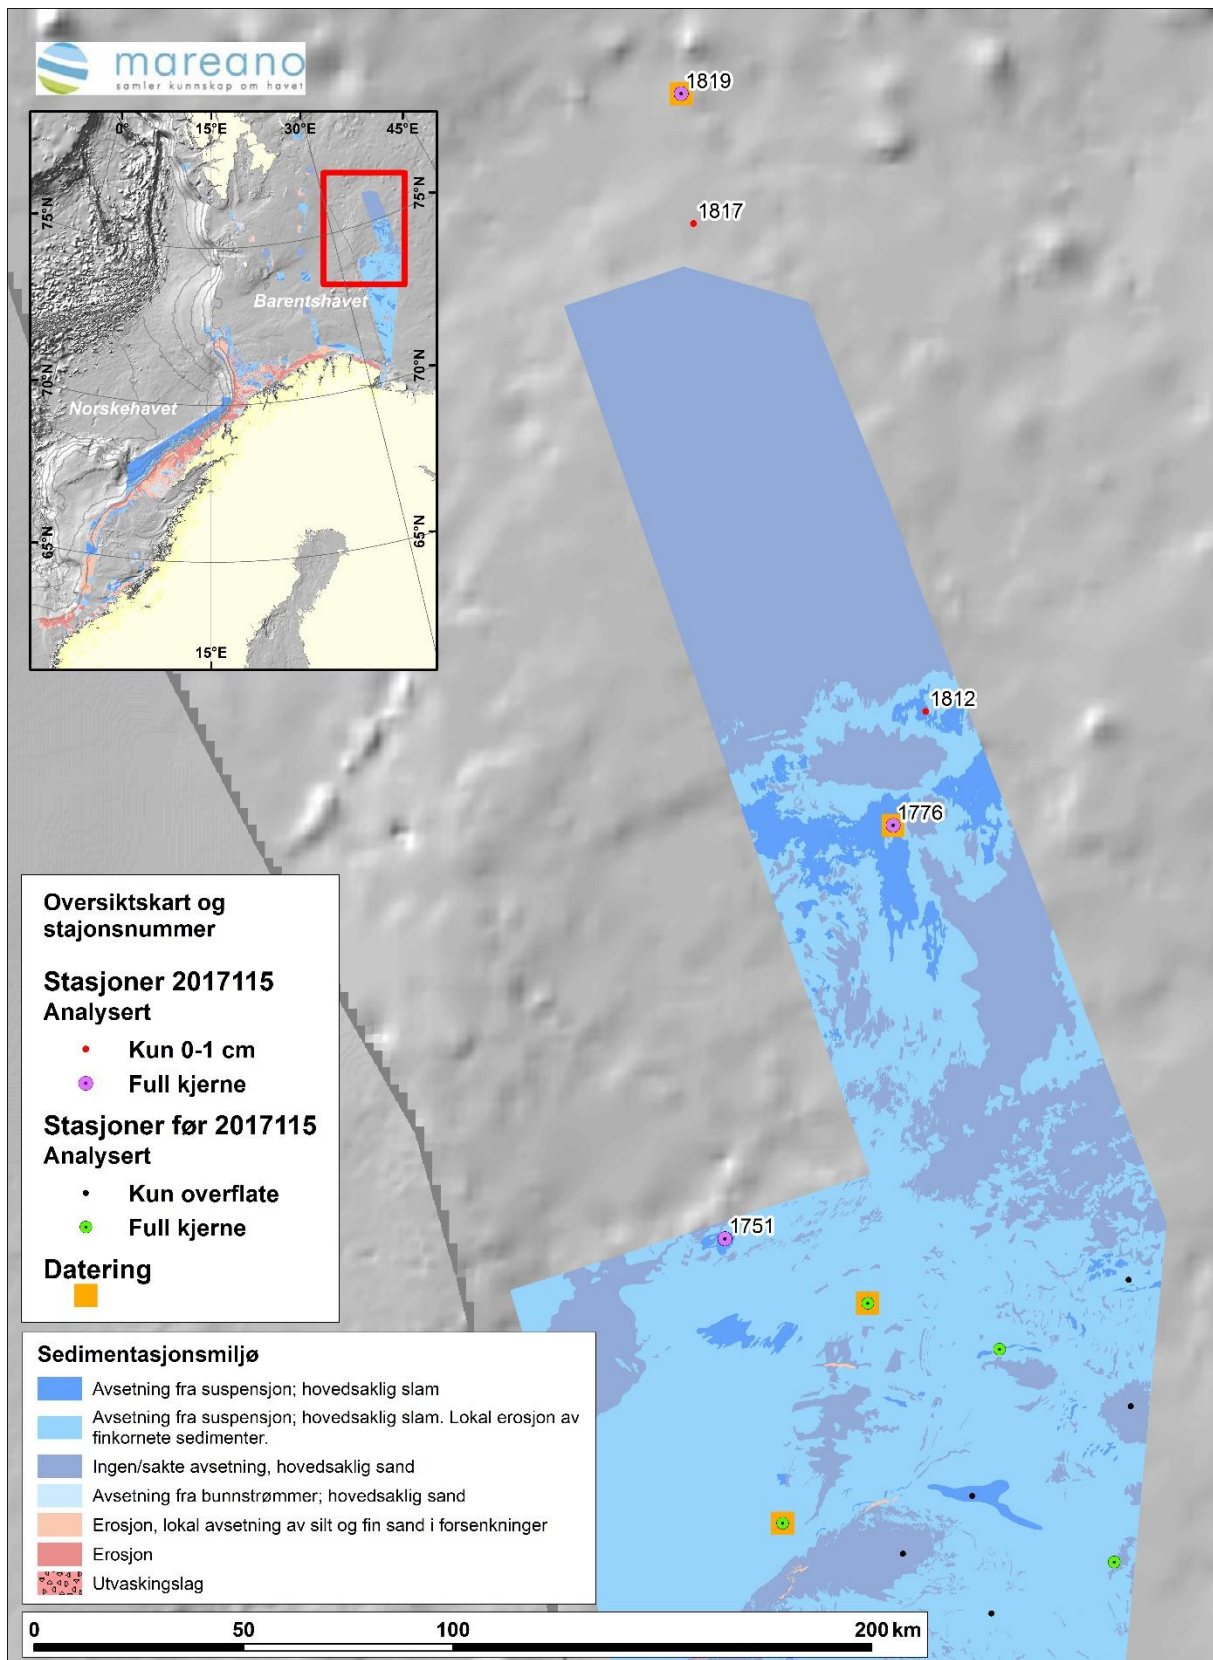 mareano
samler kunnskap om havet
0°
15°E
30°E
45°E
75°N
75°N
Barentshavet
70°N
70°N
Norskehavet
65°N
65°N
15°E
1819
1817
1812
1776
1751
Oversiktskart og
stajonsnummer
Stasjoner 2017115
Analysert
Kun 0-1 cm
Full kjerne
Stasjoner før 2017115
Analysert
Kun overflate
Full kjerne
Datering
Sedimentasjonsmiljø
Avsetning fra suspensjon; hovedsaklig slam
Avsetning fra suspensjon; hovedsaklig slam. Lokal erosjon av
finkornete sedimenter.
Ingen/sakte avsetning, hovedsaklig sand
Avsetning fra bunnstrømmer; hovedsaklig sand
Erosjon, lokal avsetning av silt og fin sand i forsenkninger
Erosjon
Utvaskingslag
0 50 100 200 km